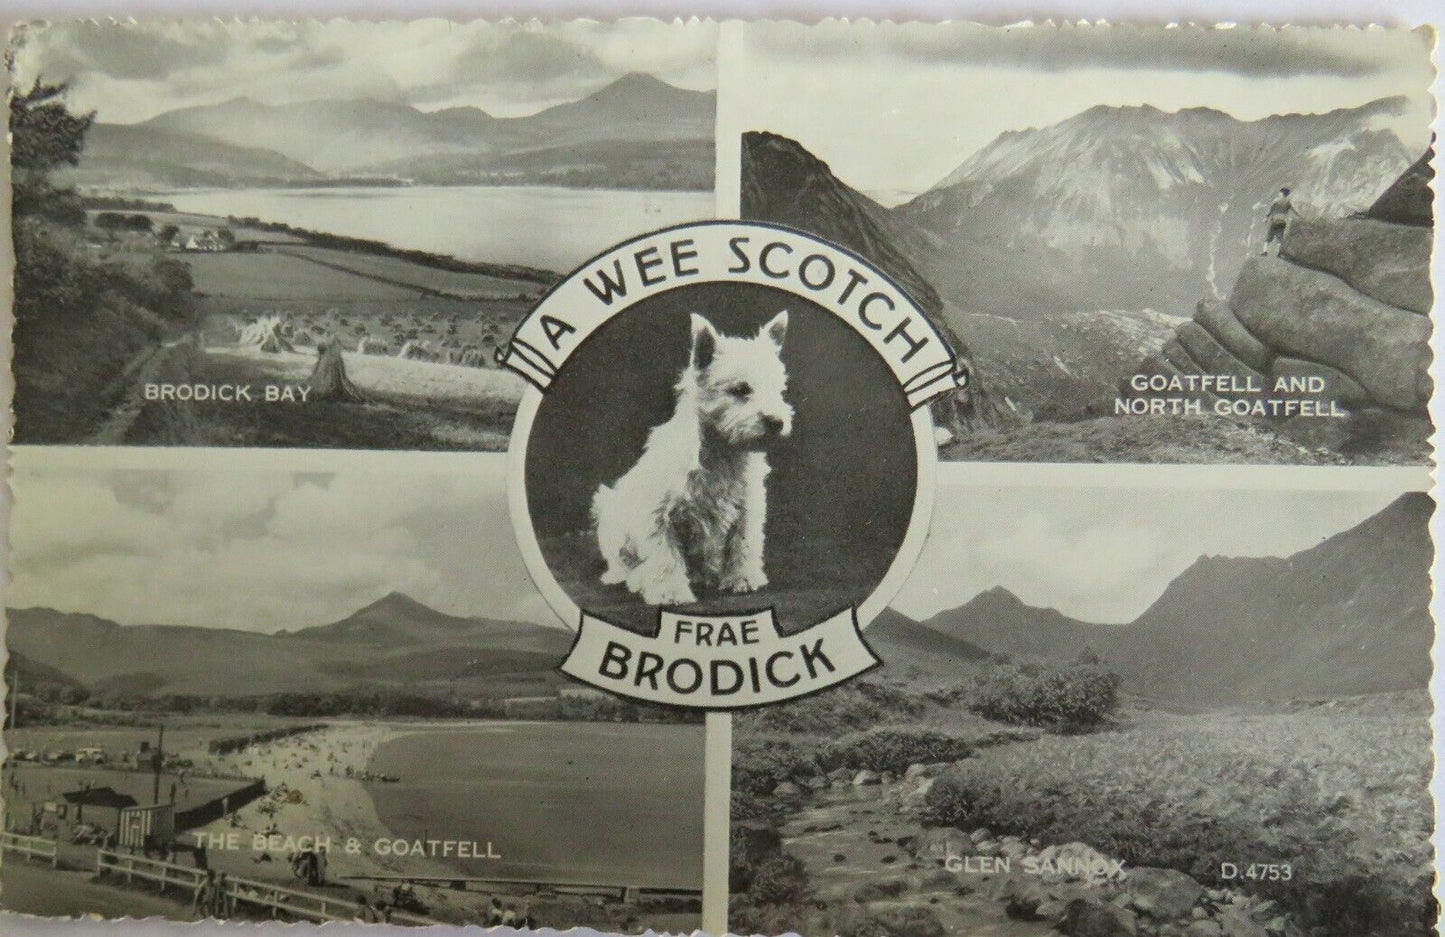 A WEE SCOTCH
BRODICK BAY
GOATFELL AND
NORTH GOATFELL
FRAE
BRODICK
THE BEACH & GOATFELL
GLEN SANNOX
D.4753